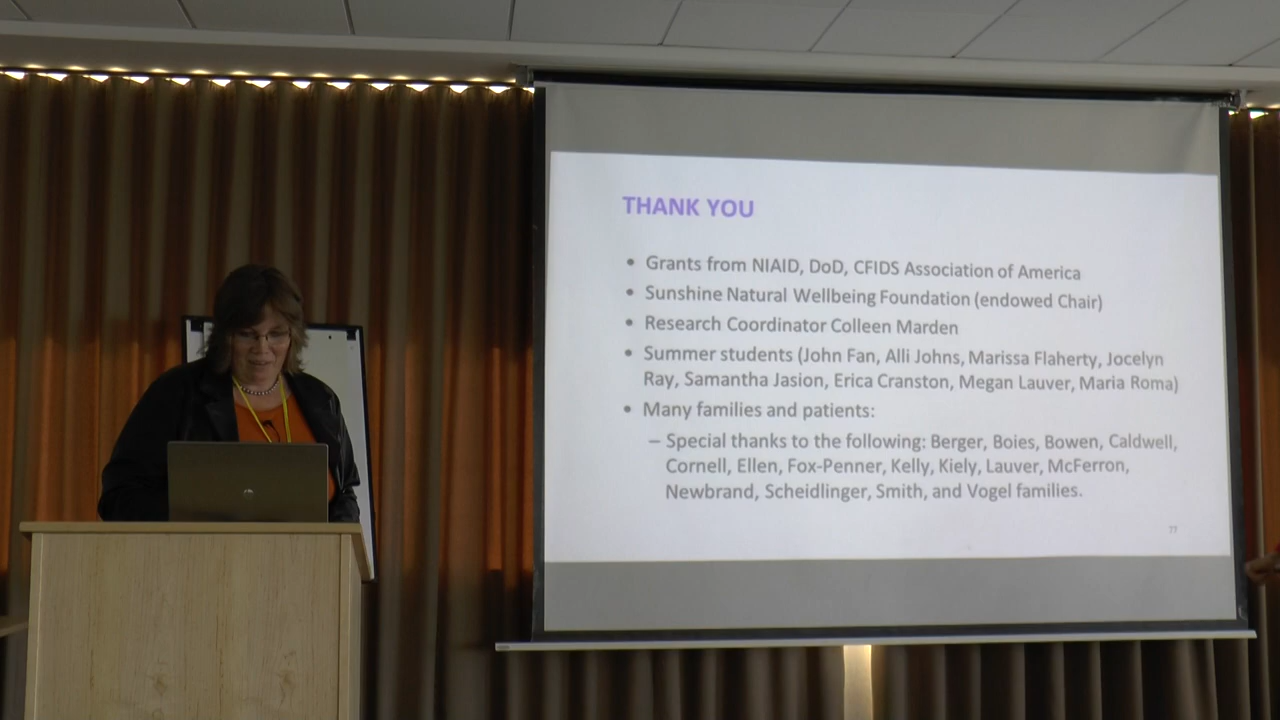 THANK YOU
• Grants from NIAID, DoD, CFIDS Association of America
• Sunshine Natural Wellbeing Foundation (endowed Chair)
• Research Coordinator Colleen Marden
• Summer students (John Fan, Alli Johns, Marissa Flaherty, Jocelyn
Ray, Samantha Jasion, Erica Cranston, Megan Lauver, Maria Roma)
• Many families and patients:
– Special thanks to the following: Berger, Boies, Bowen, Caldwell,
Cornell, Ellen, Fox-Penner, Kelly, Kiely, Lauver, McFerron,
Newbrand, Scheidlinger, Smith, and Vogel families.
77